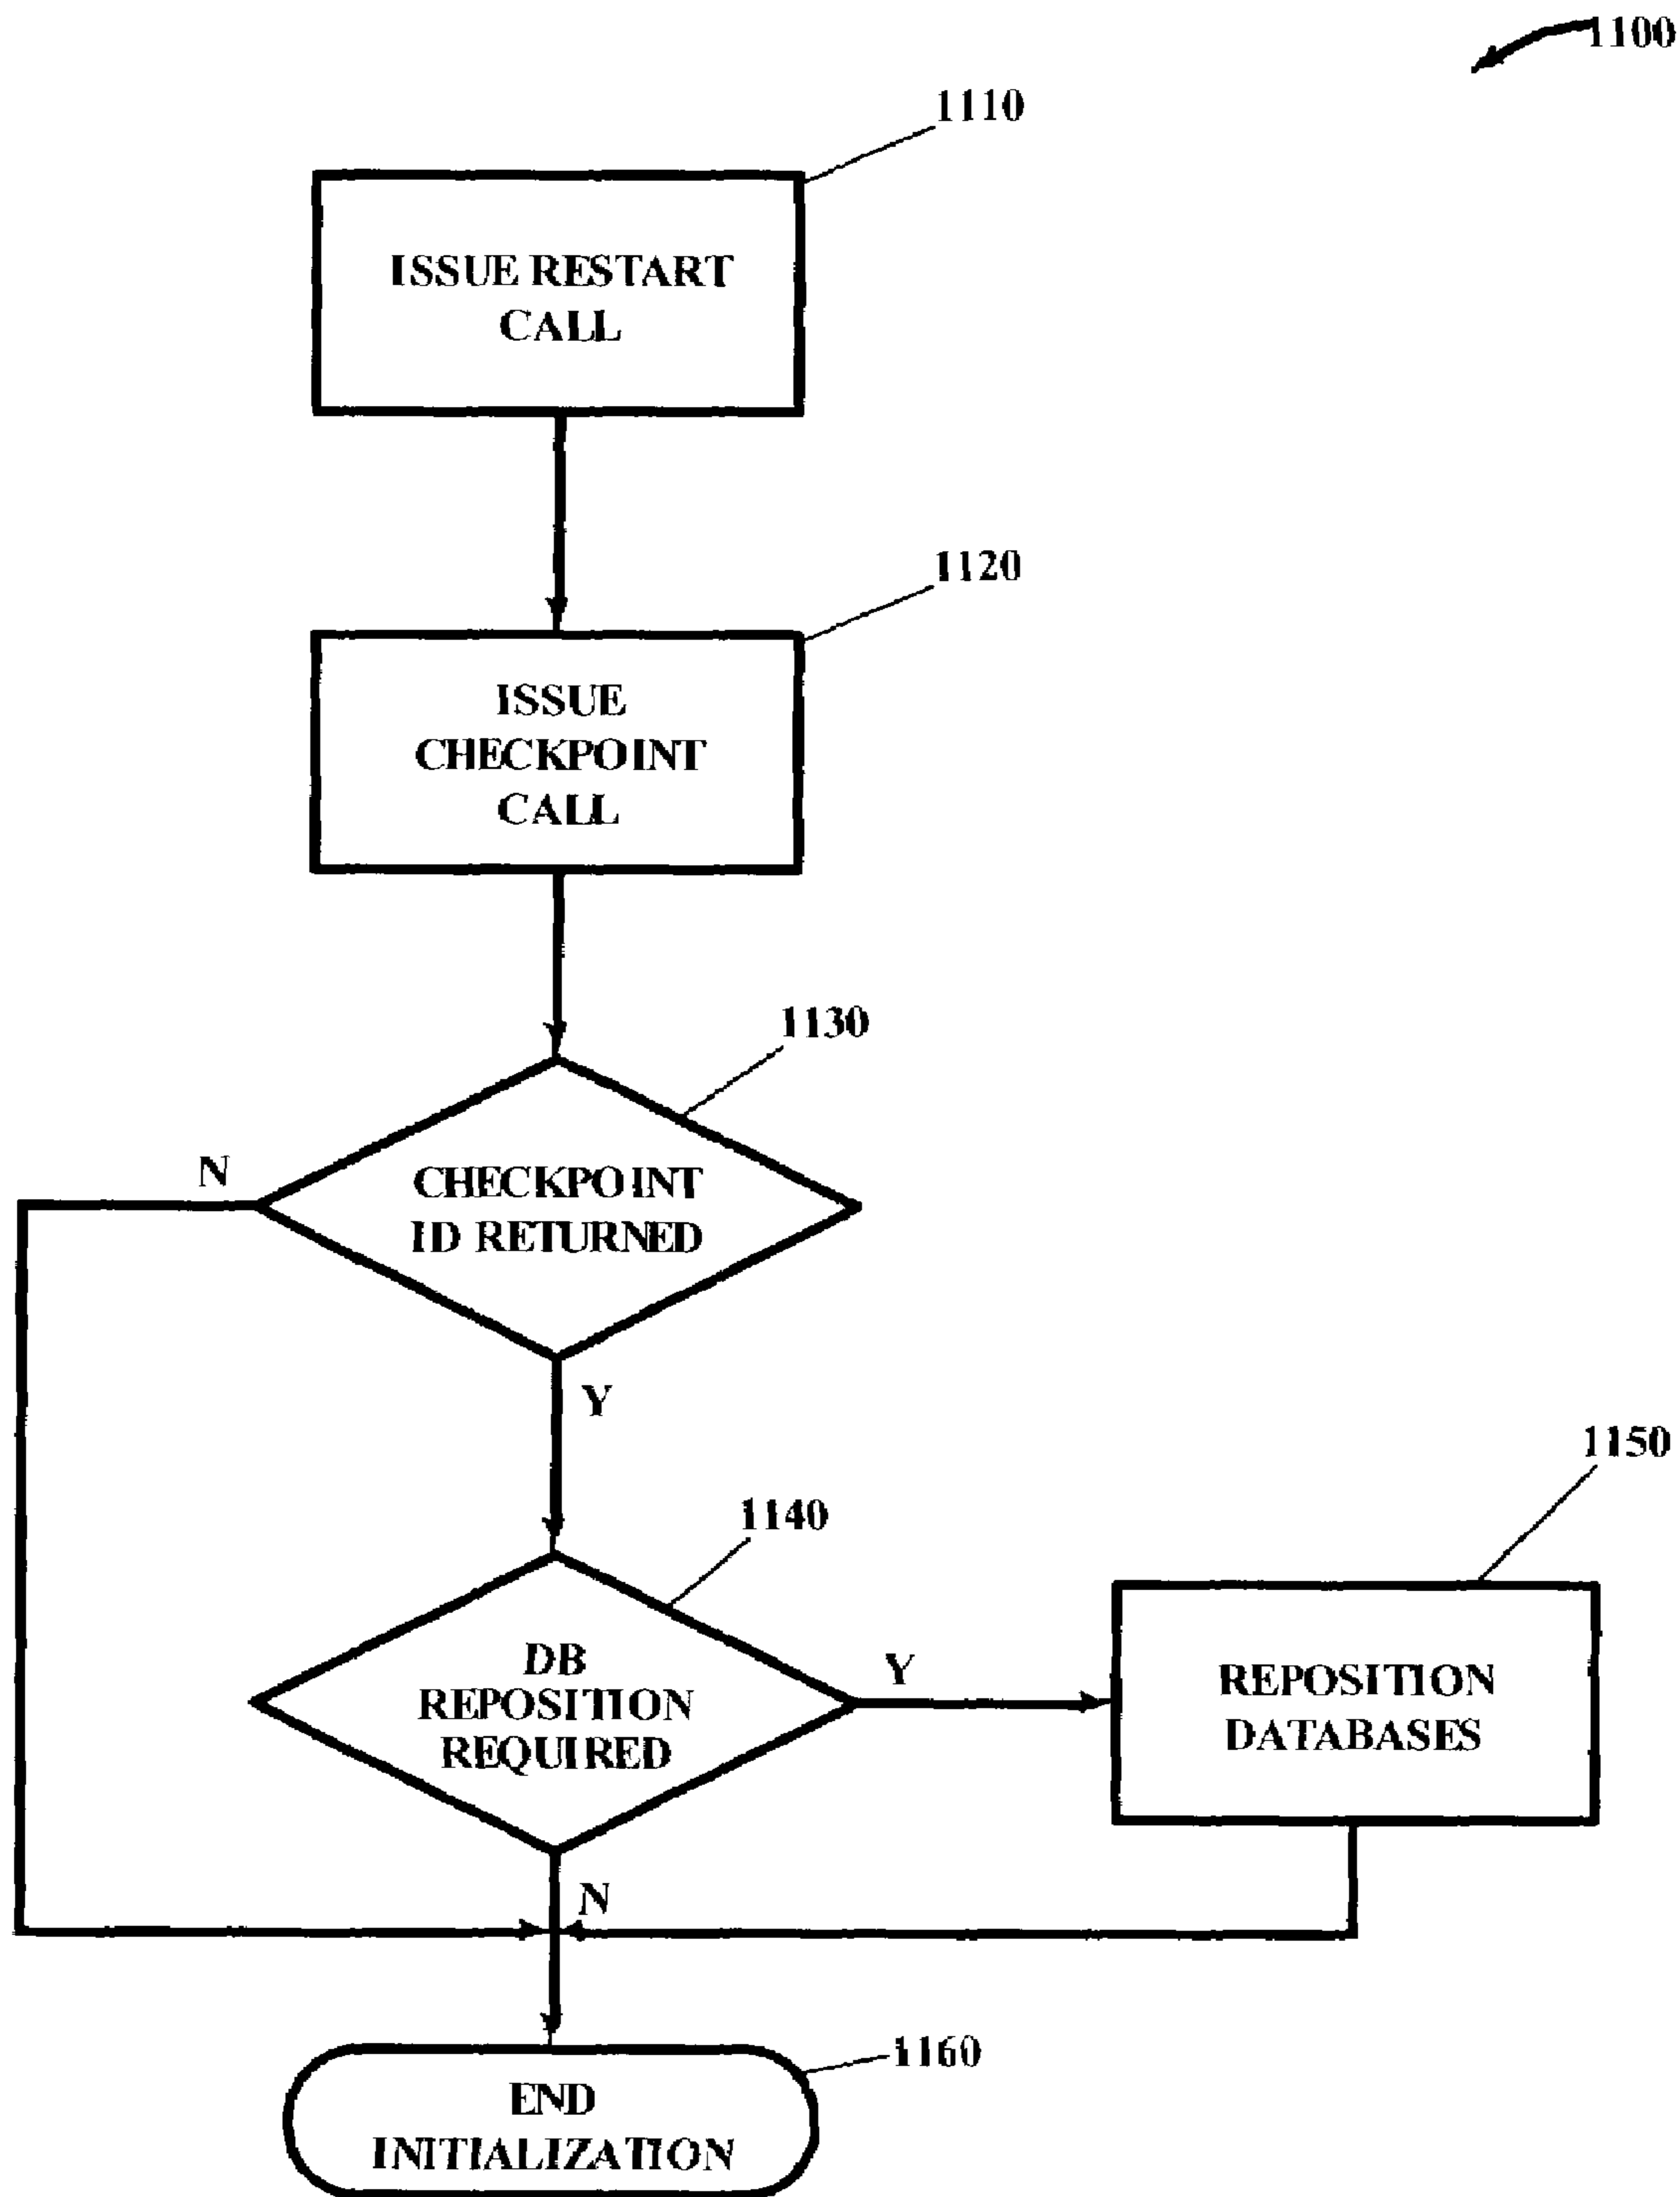 1100
1110
ISSUE RESTART
CALL
1120
ISSUE
CHECKPOINT
CALL
1130
N
CHECKPOINT
ID RETURNED
Y
1140
1150
DB
REPOSITION
REQUIRED
Y
REPOSITION
DATABASES
N
1160
END
INITIALIZATION